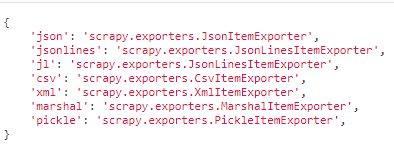 {
    'json': 'scrapy.exporters.JsonItemExporter',
    'jsonlines': 'scrapy.exporters.JsonLinesItemExporter',
    'jl': 'scrapy.exporters.JsonLinesItemExporter',
    'csv': 'scrapy.exporters.CsvItemExporter',
    'xml': 'scrapy.exporters.XmlItemExporter',
    'marshal': 'scrapy.exporters.MarshalItemExporter',
    'pickle': 'scrapy.exporters.PickleItemExporter',
}